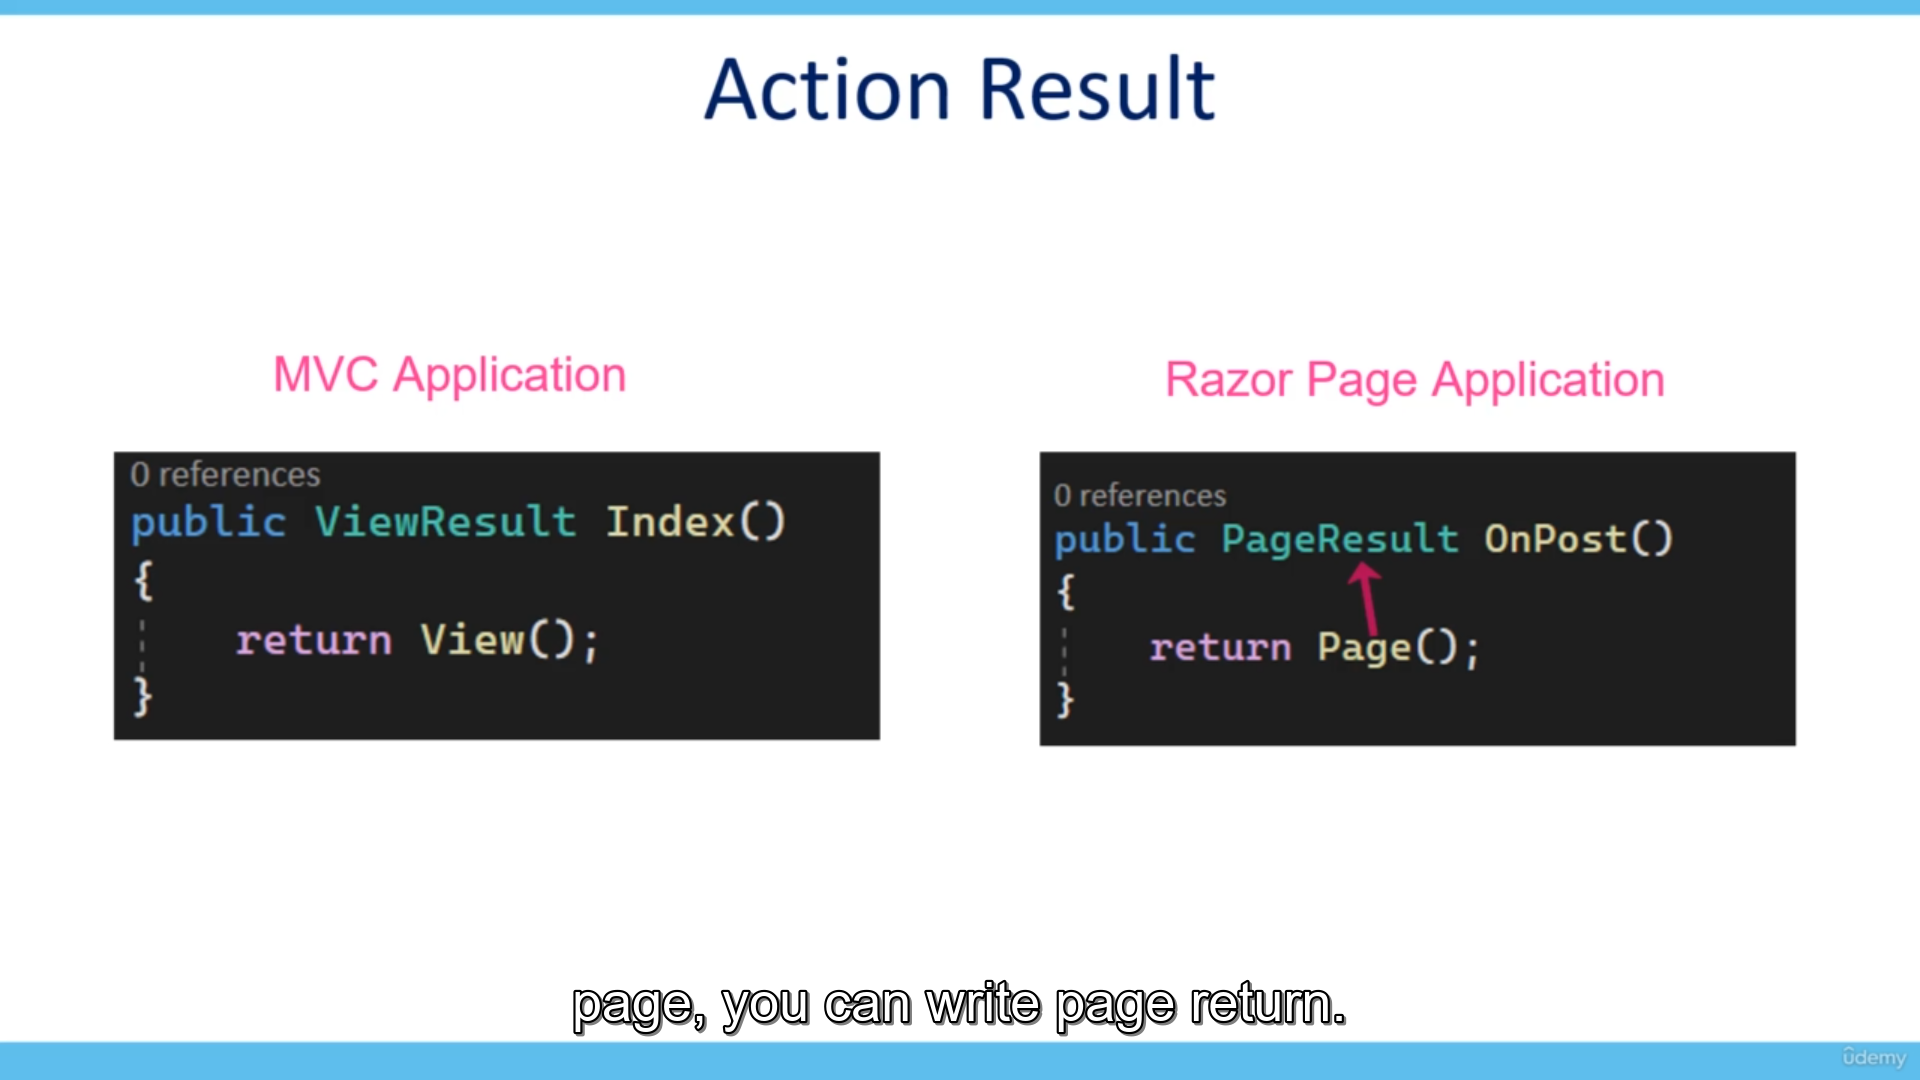 Action Result
MVC Application
0 references
public ViewResult Index()
{
return View();
}
Razor Page Application
0 references
public PageResult OnPost()
{
return Page();
}
page, you can write page return.
ûdemy